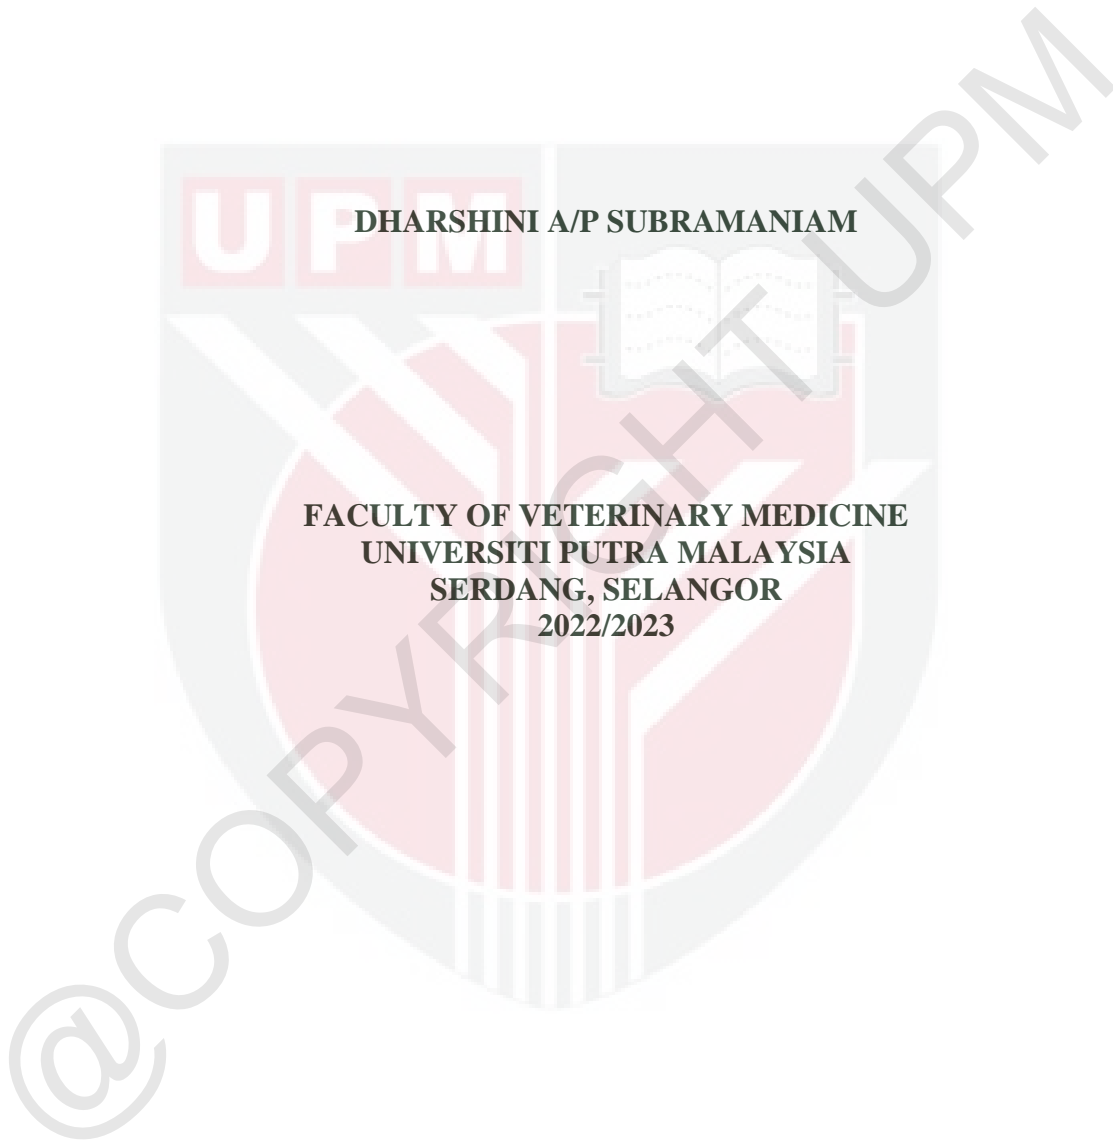 UPM
DHARSHINI A/P SUBRAMANIAM
FACULTY OF VETERINARY MEDICINE
UNIVERSITI PUTRA MALAYSIA
SERDANG, SELANGOR
2022/2023
@COPYRIGHT UPM